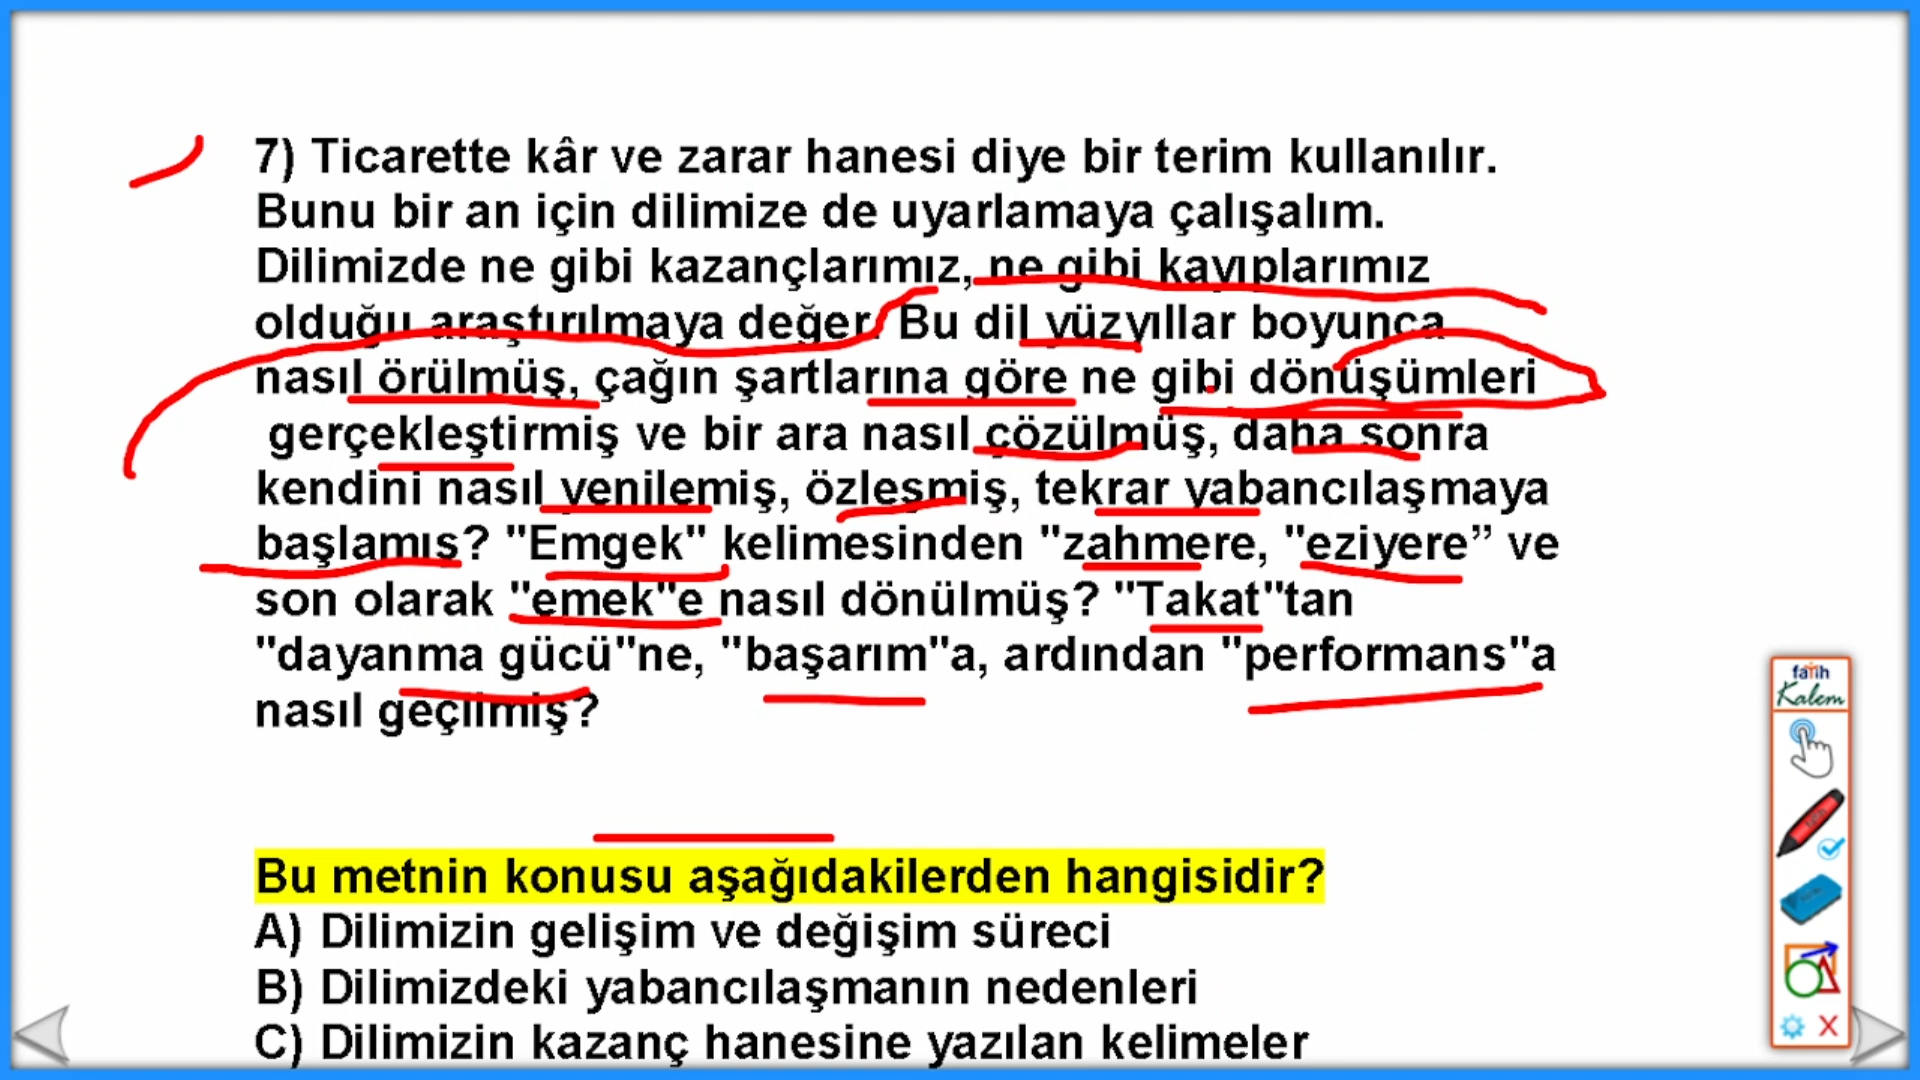 7) Ticarette kâr ve zarar hanesi diye bir terim kullanılır.
Bunu bir an için dilimize de uyarlamaya çalışalım.
Dilimizde ne gibi kazançlarımız, ne gibi kayıplarımız
olduğu araştırılmaya değer. Bu dil yüzyıllar boyunca
nasıl örülmüş, çağın şartlarına göre ne gibi dönüşümleri
gerçekleştirmiş ve bir ara nasıl çözülmüş, daha sonra
kendini nasıl yenilemiş, özleşmiş, tekrar yabancılaşmaya
başlamış? "Emgek" kelimesinden "zahmere, "eziyere” ve
son olarak "emek"e nasıl dönülmüş? "Takat"tan
"dayanma gücü"ne, "başarım"a, ardından "performans"a
nasıl geçilmiş?
Bu metnin konusu aşağıdakilerden hangisidir?
A) Dilimizin gelişim ve değişim süreci
B) Dilimizdeki yabancılaşmanın nedenleri
C) Dilimizin kazanç hanesine yazılan kelimeler
fatih
Kalem